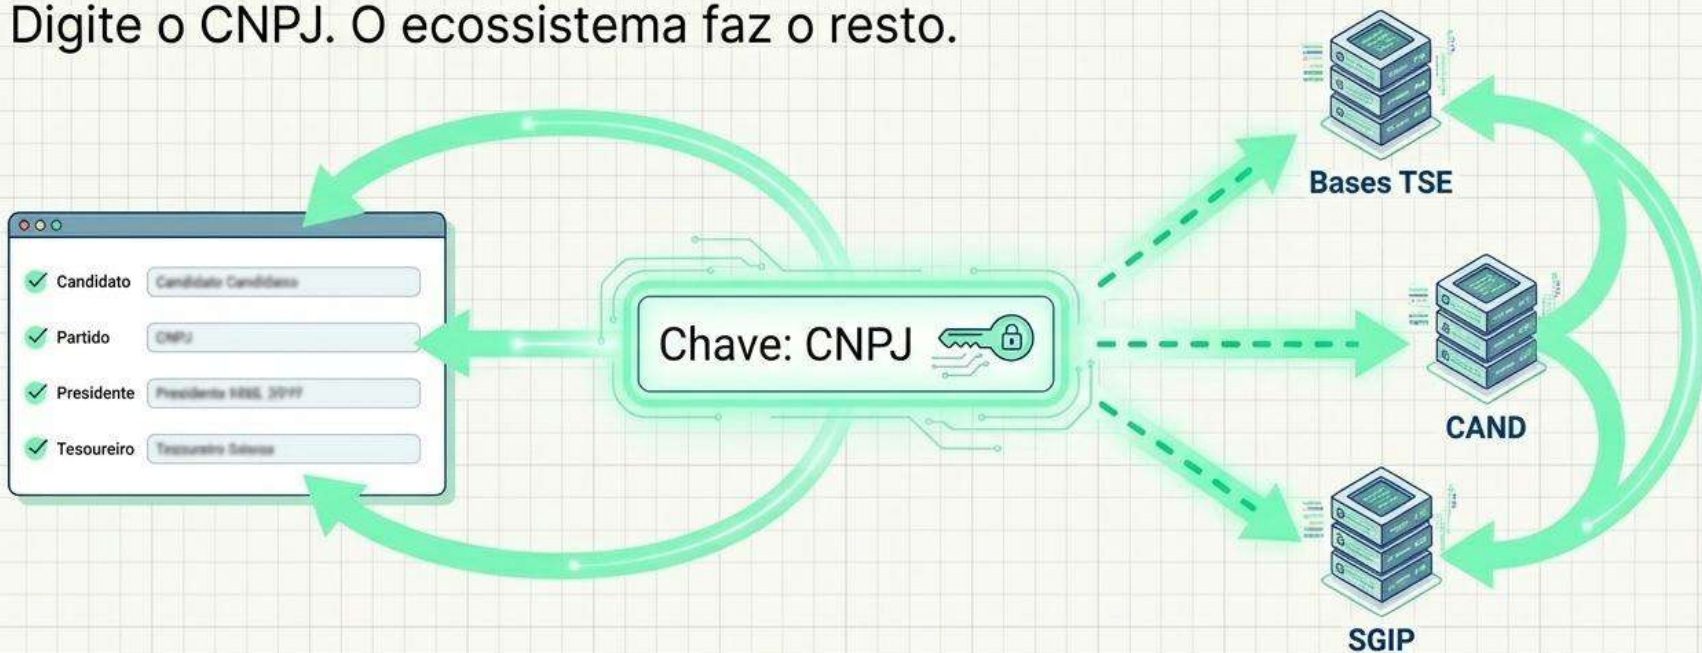 Digite o CNPJ. O ecossistema faz o resto.
Bases TSE
Candidato
Partido CNPJ
Presidente
Tesoureiro
Chave: CNPJ
CAND
SGIP